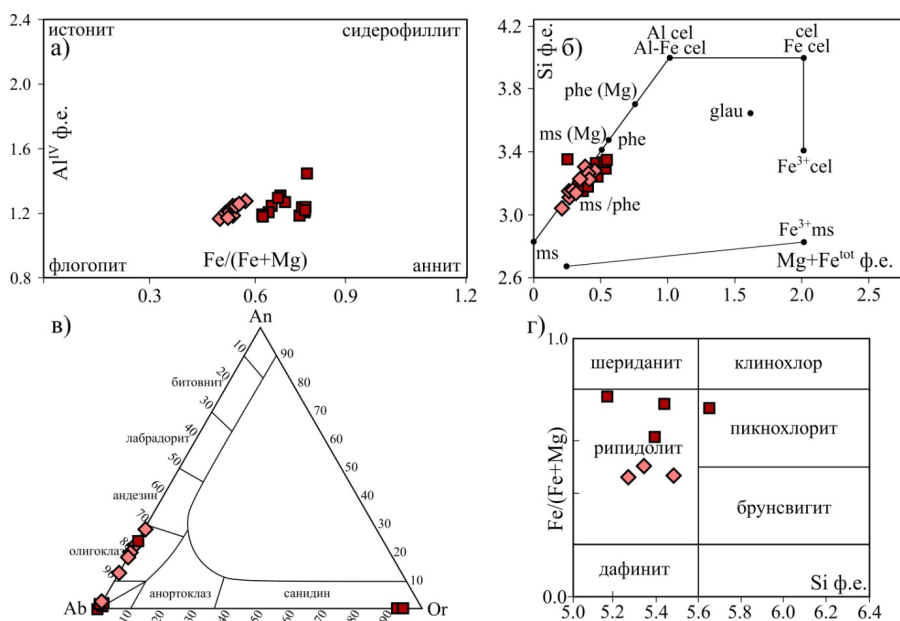 2.4
истонит
сидерофиллит
а)
2.0
1.6
1.2
0.8
Al^IV ф.е.
флогопит
Fe/(Fe+Mg)
аннит
0.3
0.6
0.9
1.2
4.2
Al cel
Al-Fe cel
cel
Fe cel
б)
Si ф.е.
3.8
phe (Mg)
glau
ms (Mg)
phe
3.4
Fe³⁺cel
ms /phe
3.0
Fe³⁺ms
ms
2.6
Mg+Fe^tot ф.е.
0
0.5
1.0
1.5
2.0
2.5
в)
An
10
20
30
40
50
60
70
80
90
битовнит
лабрадорит
андезин
олигоклаз
90
80
70
60
50
40
30
20
10
Ab
анортоклаз
санидин
Or
10
20
30
40
50
60
70
80
90
г)
1.0
шериданит
клинохлор
Fe/(Fe+Mg)
пикнохлорит
рипидолит
брунсвигит
дафинит
Si ф.е.
0.0
5.0
5.2
5.4
5.6
5.8
6.0
6.2
6.4